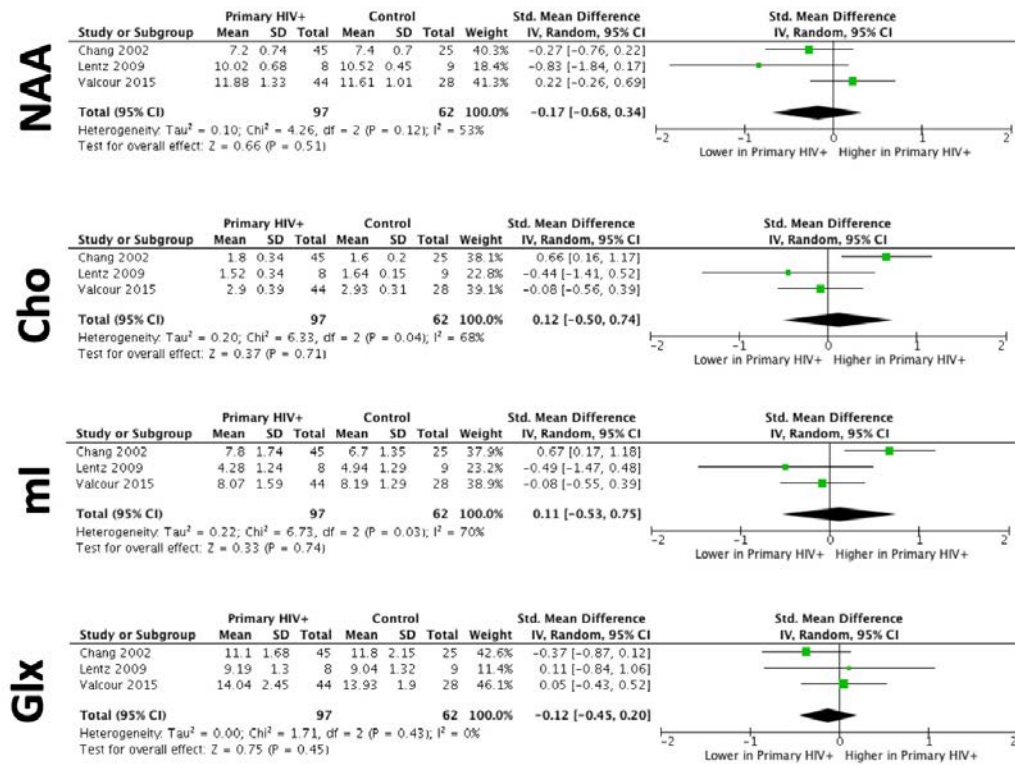 NAA
Primary HIV+ Control Std. Mean Difference Std. Mean Difference
Study or Subgroup Mean SD Total Mean SD Total Weight IV, Random, 95% CI IV, Random, 95% CI
Chang 2002 7.2 0.74 45 7.4 0.7 25 40.3% −0.27 [−0.76, 0.22]
Lentz 2009 10.02 0.68 8 10.52 0.45 9 18.4% −0.83 [−1.84, 0.17]
Valcour 2015 11.88 1.33 44 11.61 1.01 28 41.3% 0.22 [−0.26, 0.69]
Total (95% CI) 97 62 100.0% −0.17 [−0.68, 0.34]
Heterogeneity: Tau² = 0.10; Chi² = 4.26, df = 2 (P = 0.12); I² = 53%
Test for overall effect: Z = 0.66 (P = 0.51)
−2 −1 0 1 2
Lower in Primary HIV+ Higher in Primary HIV+
Cho
Primary HIV+ Control Std. Mean Difference Std. Mean Difference
Study or Subgroup Mean SD Total Mean SD Total Weight IV, Random, 95% CI IV, Random, 95% CI
Chang 2002 1.8 0.34 45 1.6 0.2 25 38.1% 0.66 [0.16, 1.17]
Lentz 2009 1.52 0.34 8 1.64 0.15 9 22.8% −0.44 [−1.41, 0.52]
Valcour 2015 2.9 0.39 44 2.93 0.31 28 39.1% −0.08 [−0.56, 0.39]
Total (95% CI) 97 62 100.0% 0.12 [−0.50, 0.74]
Heterogeneity: Tau² = 0.20; Chi² = 6.33, df = 2 (P = 0.04); I² = 68%
Test for overall effect: Z = 0.37 (P = 0.71)
−2 −1 0 1 2
Lower in Primary HIV+ Higher in Primary HIV+
mI
Primary HIV+ Control Std. Mean Difference Std. Mean Difference
Study or Subgroup Mean SD Total Mean SD Total Weight IV, Random, 95% CI IV, Random, 95% CI
Chang 2002 7.8 1.74 45 6.7 1.35 25 37.9% 0.67 [0.17, 1.18]
Lentz 2009 4.28 1.24 8 4.94 1.29 9 23.2% −0.49 [−1.47, 0.48]
Valcour 2015 8.07 1.59 44 8.19 1.29 28 38.9% −0.08 [−0.55, 0.39]
Total (95% CI) 97 62 100.0% 0.11 [−0.53, 0.75]
Heterogeneity: Tau² = 0.22; Chi² = 6.73, df = 2 (P = 0.03); I² = 70%
Test for overall effect: Z = 0.33 (P = 0.74)
−2 −1 0 1 2
Lower in Primary HIV+ Higher in Primary HIV+
Glx
Primary HIV+ Control Std. Mean Difference Std. Mean Difference
Study or Subgroup Mean SD Total Mean SD Total Weight IV, Random, 95% CI IV, Random, 95% CI
Chang 2002 11.1 1.68 45 11.8 2.15 25 42.6% −0.37 [−0.87, 0.12]
Lentz 2009 9.19 1.3 8 9.04 1.32 9 11.4% 0.11 [−0.84, 1.06]
Valcour 2015 14.04 2.45 44 13.93 1.9 28 46.1% 0.05 [−0.43, 0.52]
Total (95% CI) 97 62 100.0% −0.12 [−0.45, 0.20]
Heterogeneity: Tau² = 0.00; Chi² = 1.71, df = 2 (P = 0.43); I² = 0%
Test for overall effect: Z = 0.75 (P = 0.45)
−2 −1 0 1 2
Lower in Primary HIV+ Higher in Primary HIV+